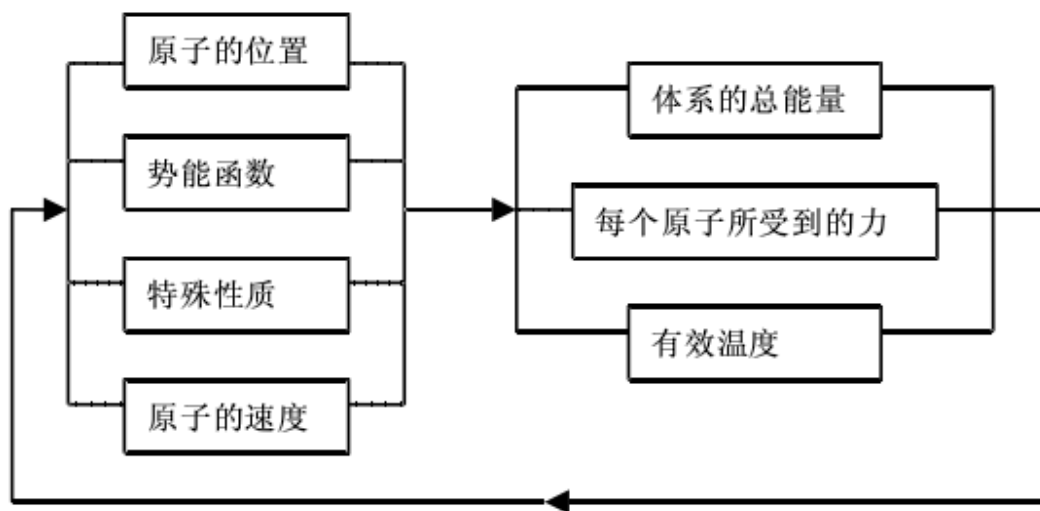 原子的位置
势能函数
特殊性质
原子的速度
体系的总能量
每个原子所受到的力
有效温度